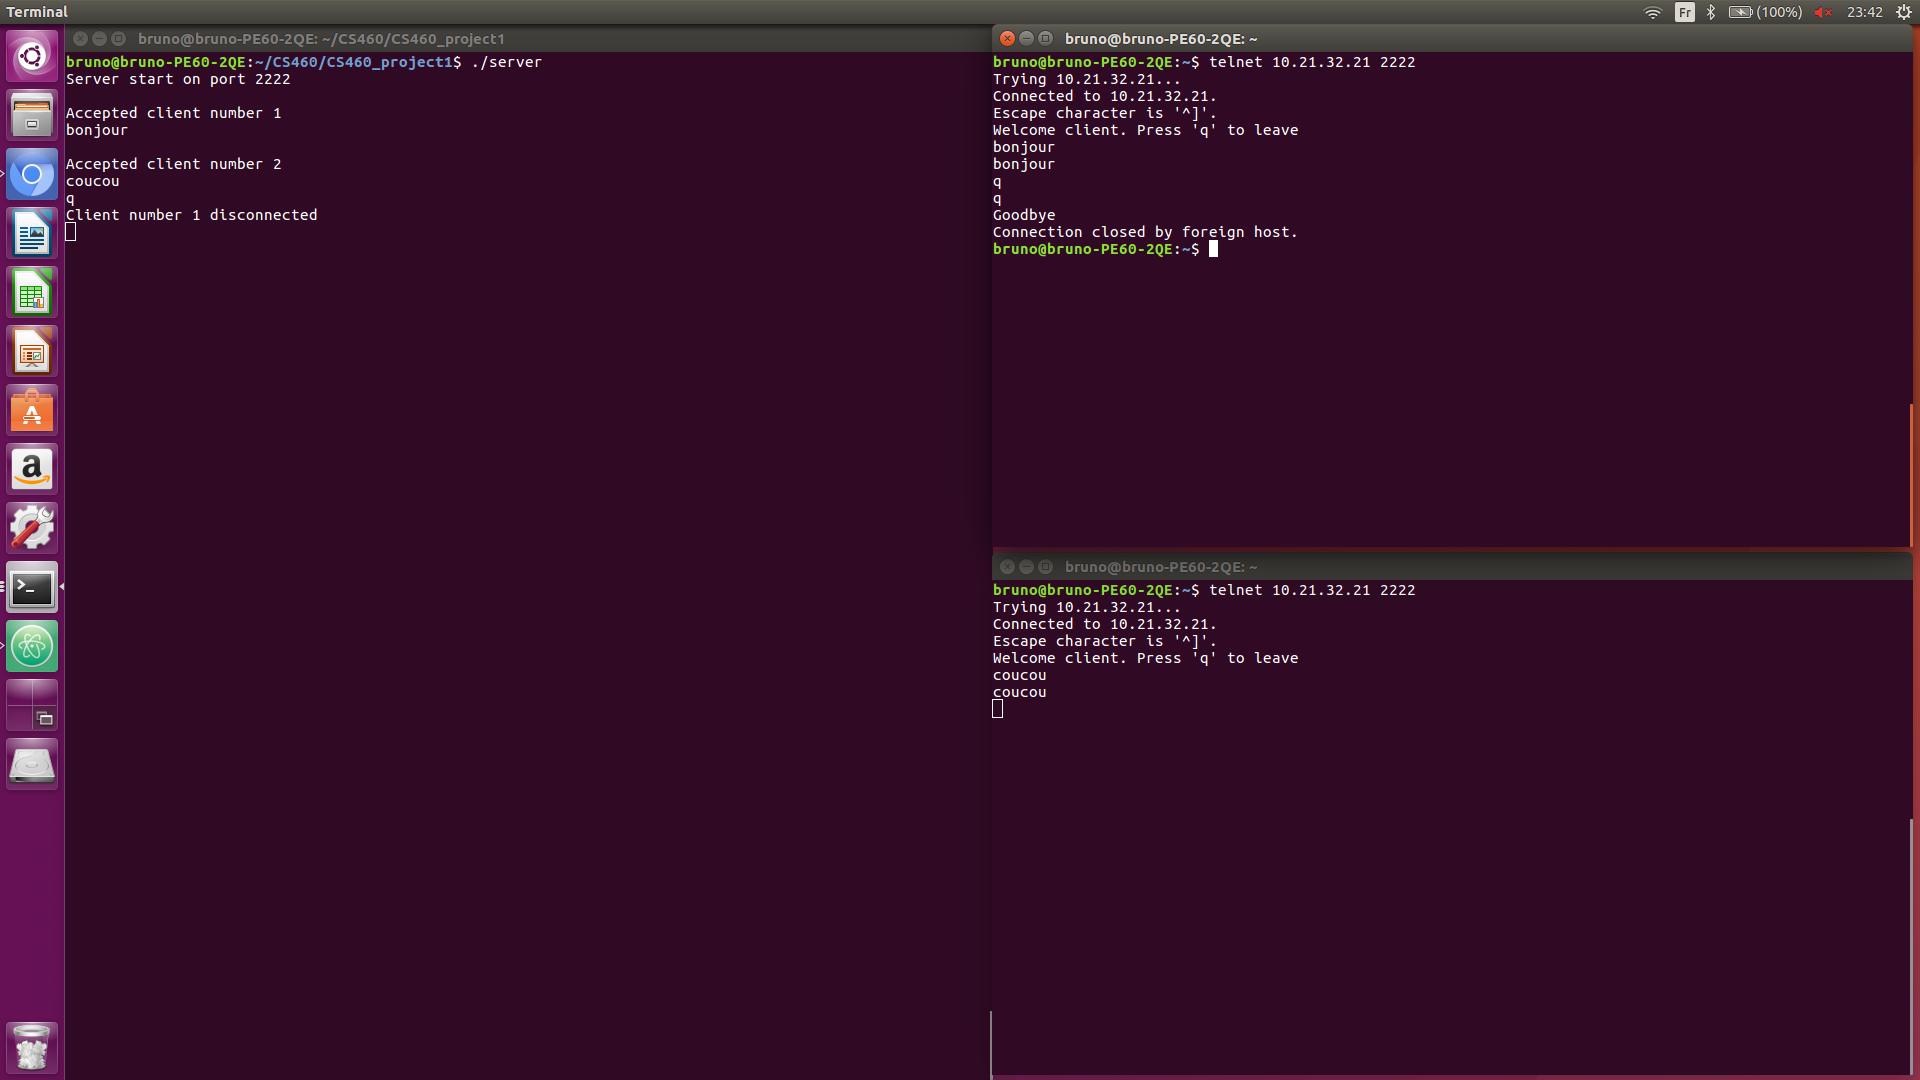 Terminal
Fr
(100%)
23:42
bruno@bruno-PE60-2QE: ~/CS460/CS460_project1
bruno@bruno-PE60-2QE:~/CS460/CS460_project1$ ./server
Server start on port 2222
Accepted client number 1
bonjour
Accepted client number 2
coucou
q
Client number 1 disconnected
bruno@bruno-PE60-2QE: ~
bruno@bruno-PE60-2QE:~$ telnet 10.21.32.21 2222
Trying 10.21.32.21...
Connected to 10.21.32.21.
Escape character is '^]'.
Welcome client. Press 'q' to leave
bonjour
bonjour
q
q
Goodbye
Connection closed by foreign host.
bruno@bruno-PE60-2QE:~$
bruno@bruno-PE60-2QE: ~
bruno@bruno-PE60-2QE:~$ telnet 10.21.32.21 2222
Trying 10.21.32.21...
Connected to 10.21.32.21.
Escape character is '^]'.
Welcome client. Press 'q' to leave
coucou
coucou